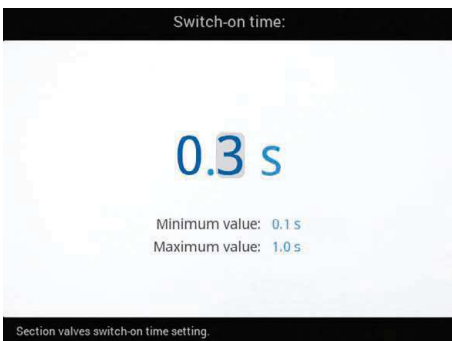 Switch-on time:
0.3 s
Minimum value: 0.1 s
Maximum value: 1.0 s
Section valves switch-on time setting.